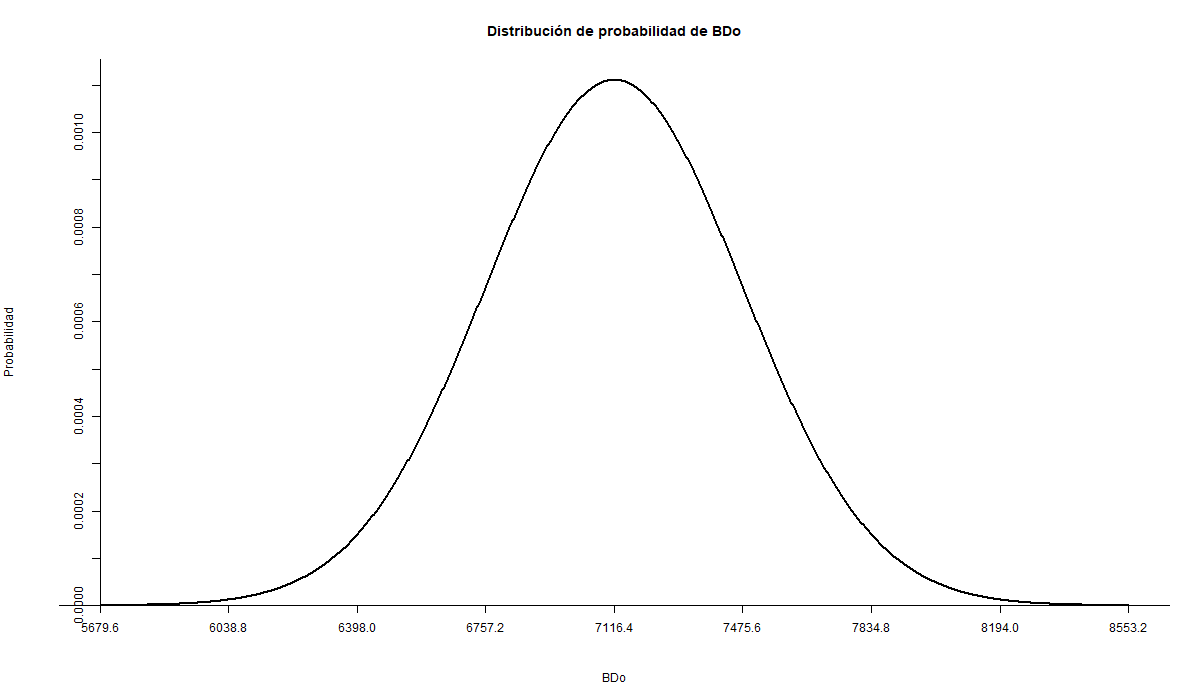 Distribución de probabilidad de BDo
Probabilidad
0.0010
0.0008
0.0006
0.0004
0.0002
0.0000
5679.6 6038.8 6398.0 6757.2 7116.4 7475.6 7834.8 8194.0 8553.2
BDo